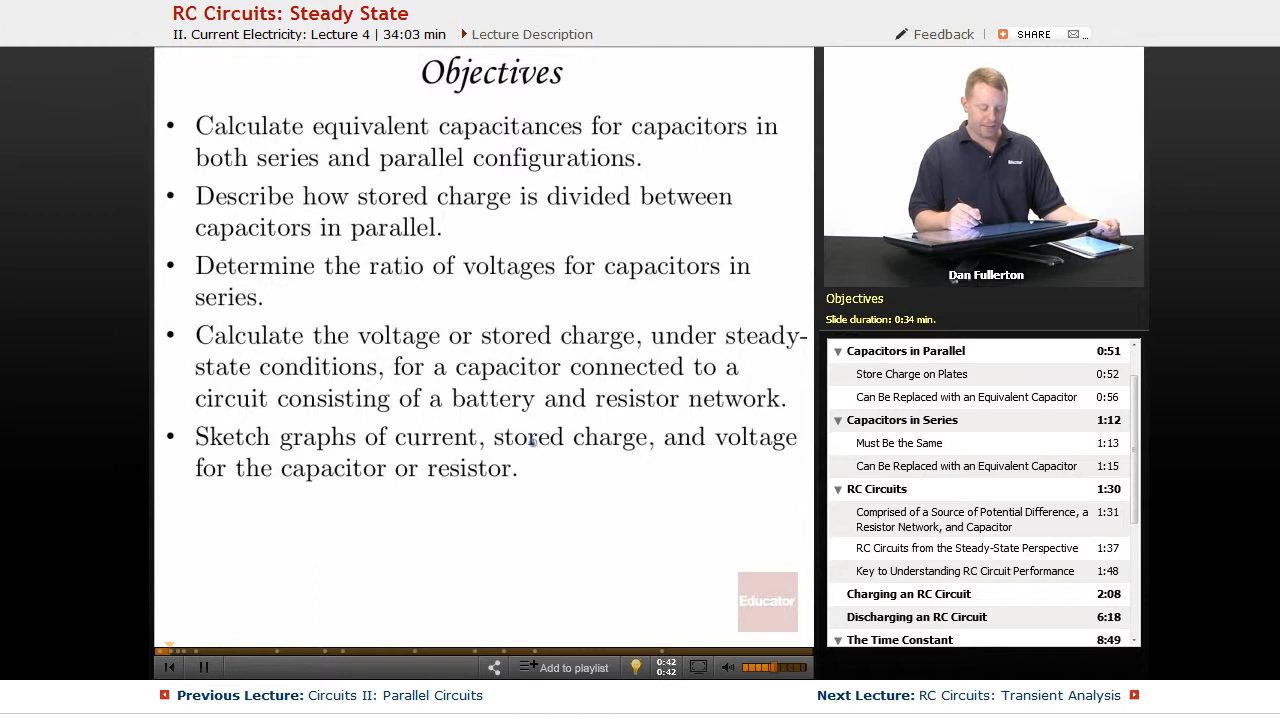 RC Circuits: Steady State
II. Current Electricity: Lecture 4 | 34:03 min
Lecture Description
Feedback
SHARE
Objectives
• Calculate equivalent capacitances for capacitors in
both series and parallel configurations.
• Describe how stored charge is divided between
capacitors in parallel.
• Determine the ratio of voltages for capacitors in
series.
• Calculate the voltage or stored charge, under steady-
state conditions, for a capacitor connected to a
circuit consisting of a battery and resistor network.
• Sketch graphs of current, stored charge, and voltage
for the capacitor or resistor.
Educator
Dan Fullerton
Objectives
Slide duration: 0:34 min.
Capacitors in Parallel 0:51
Store Charge on Plates 0:52
Can Be Replaced with an Equivalent Capacitor 0:56
Capacitors in Series 1:12
Must Be the Same 1:13
Can Be Replaced with an Equivalent Capacitor 1:15
RC Circuits 1:30
Comprised of a Source of Potential Difference, a 1:31
Resistor Network, and Capacitor
RC Circuits from the Steady-State Perspective 1:37
Key to Understanding RC Circuit Performance 1:48
Charging an RC Circuit 2:08
Discharging an RC Circuit 6:18
The Time Constant 8:49
Add to playlist
0:42
0:42
Previous Lecture: Circuits II: Parallel Circuits
Next Lecture: RC Circuits: Transient Analysis